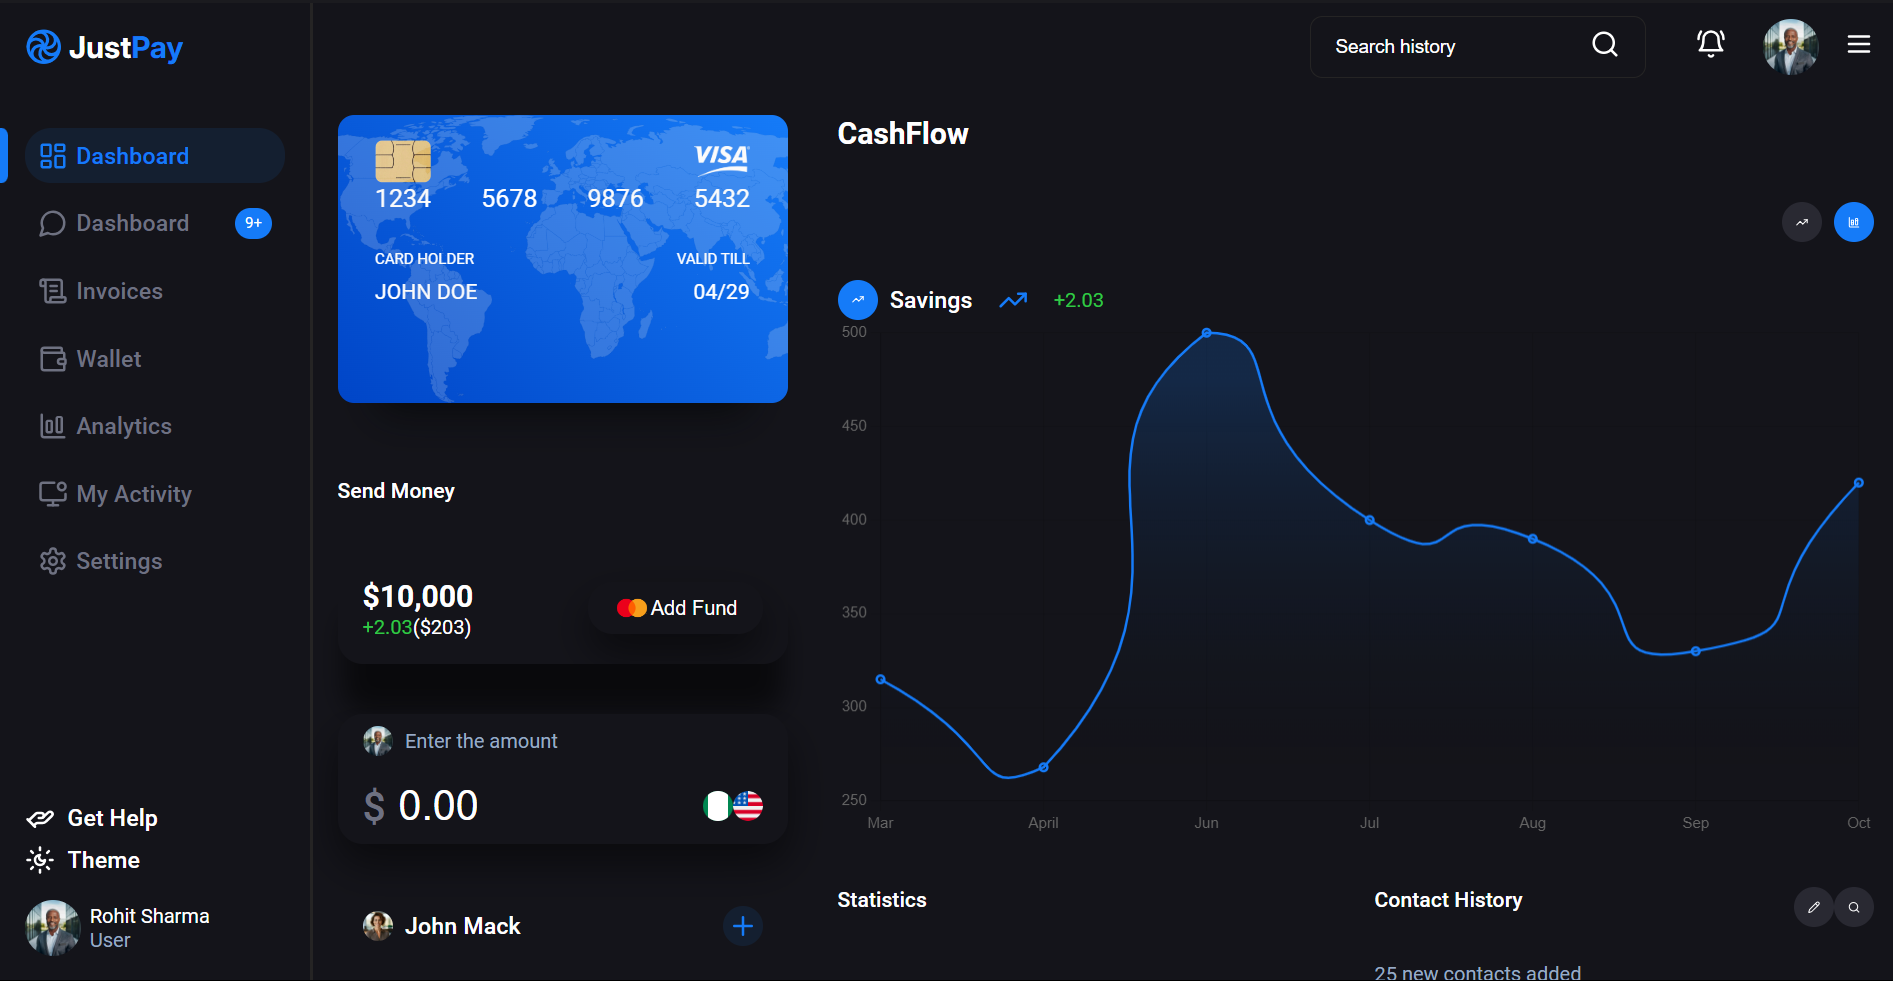 JustPay
Search history
Dashboard
Dashboard
9+
Invoices
Wallet
Analytics
My Activity
Settings
Get Help
Theme
Rohit Sharma
User
VISA
1234 5678 9876 5432
CARD HOLDER
VALID TILL
JOHN DOE
04/29
Send Money
$10,000
+2.03($203)
Add Fund
Enter the amount
$ 0.00
John Mack
CashFlow
Savings
+2.03
500
450
400
350
300
250
Mar
April
Jun
Jul
Aug
Sep
Oct
Statistics
Contact History
25 new contacts added